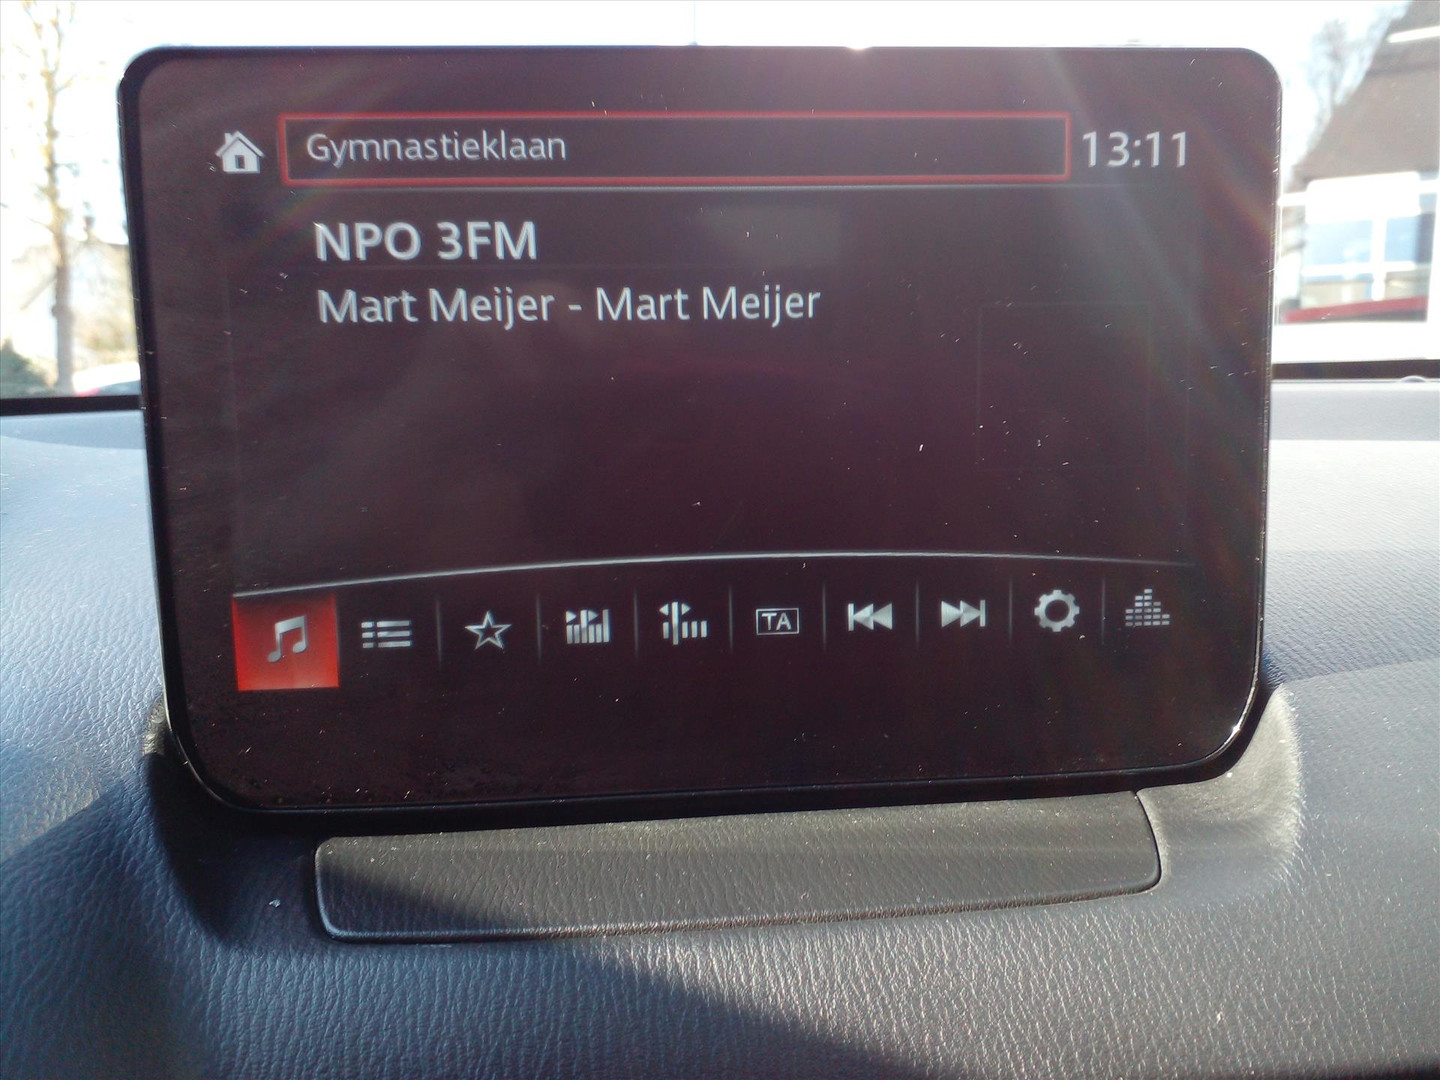 Gymnastieklaan
13:11
NPO 3FM
Mart Meijer - Mart Meijer
TA